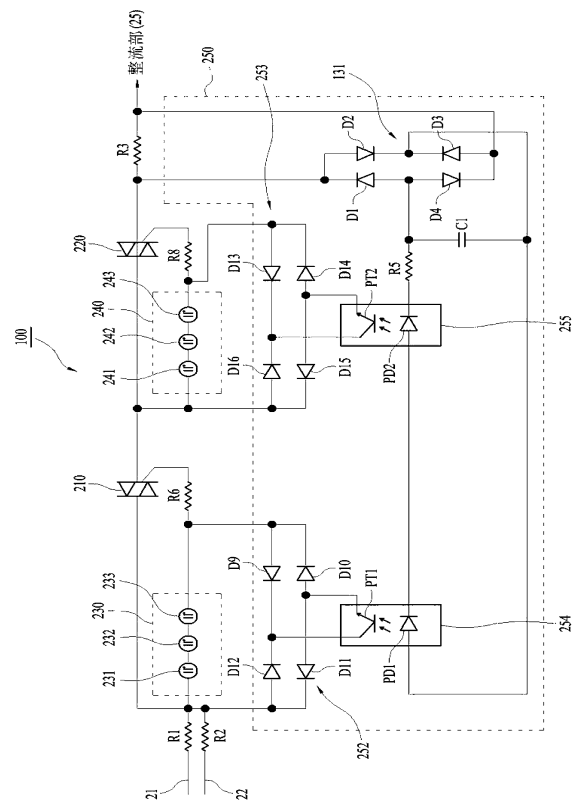 整流部(25)
250
253
131
R3
D2
D3
D1
D4
C1
R5
220
R8
D13
D14
PT2
255
243
240
242
241
D16
D15
PD2
100
210
R6
D9
D10
PT1
254
233
230
232
231
D12
D11
PD1
252
R1
R2
21
22